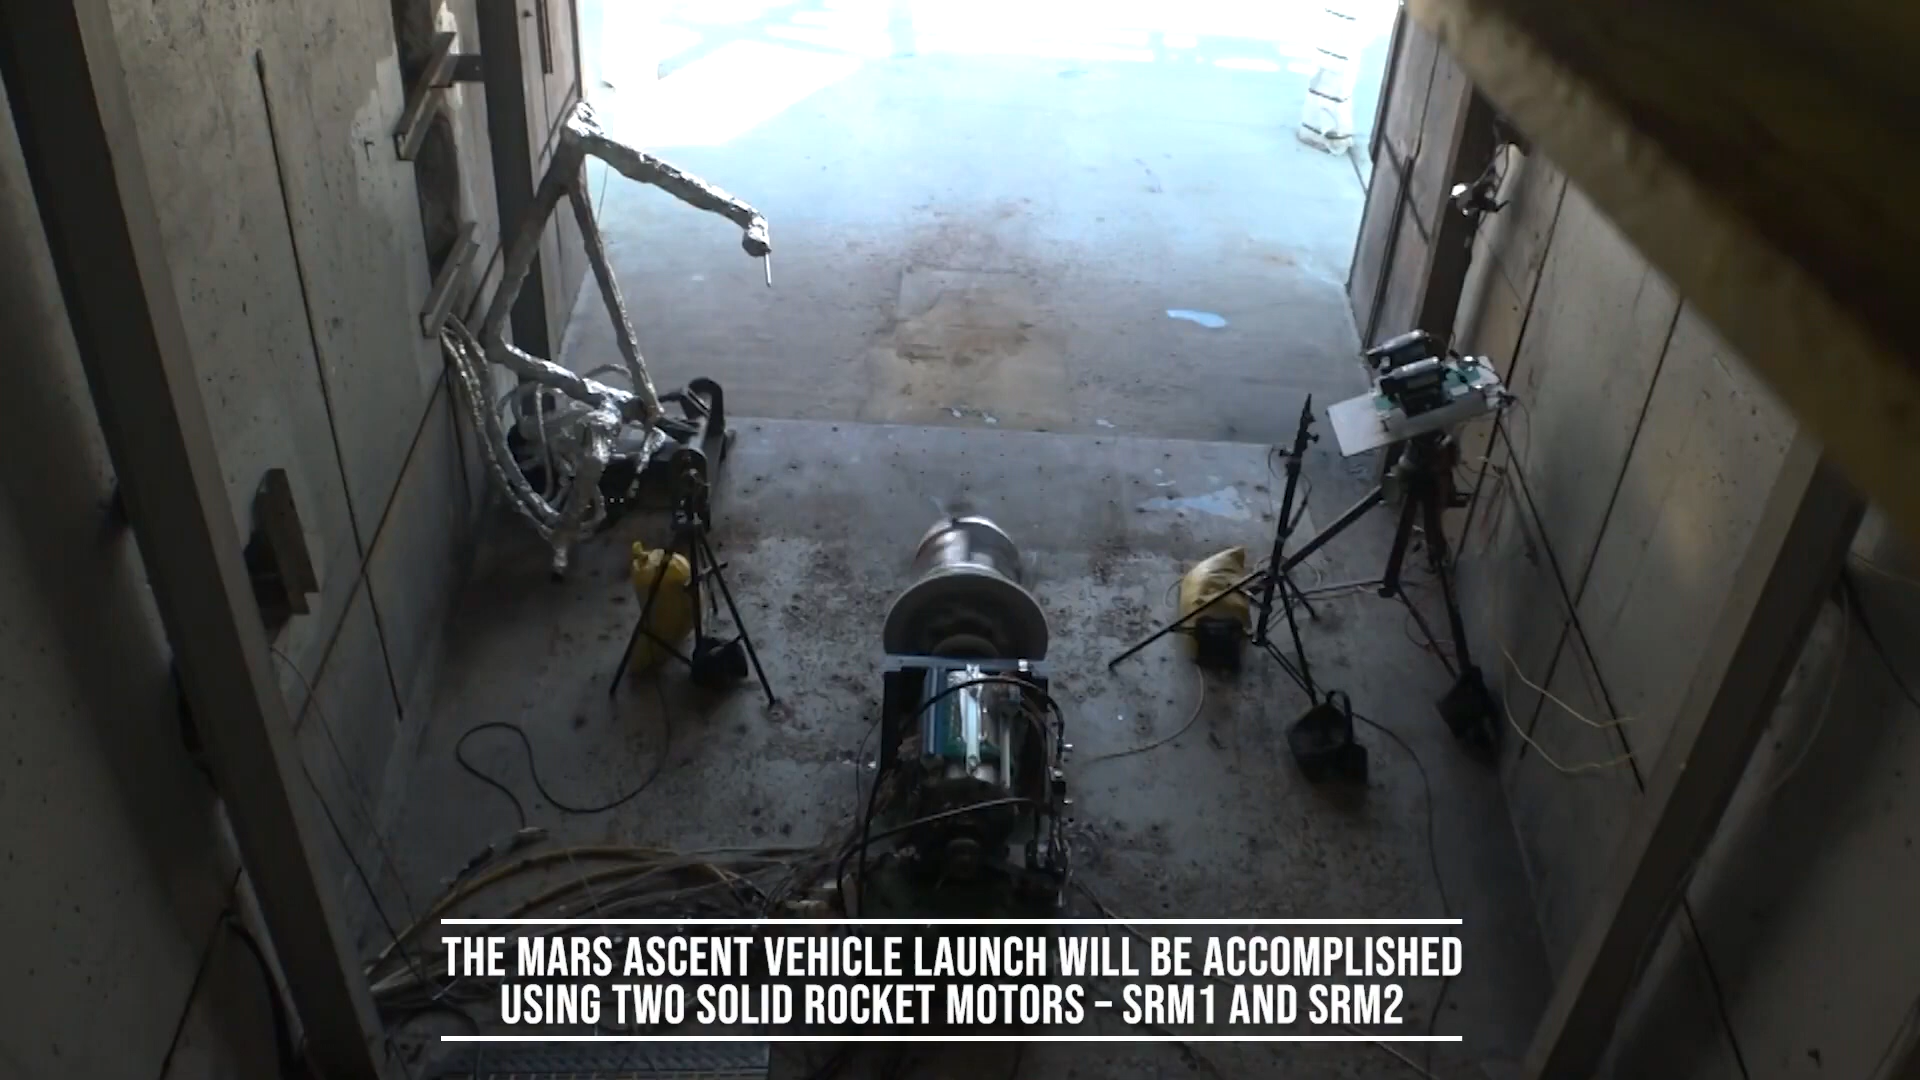 THE MARS ASCENT VEHICLE LAUNCH WILL BE ACCOMPLISHED
USING TWO SOLID ROCKET MOTORS – SRM1 AND SRM2